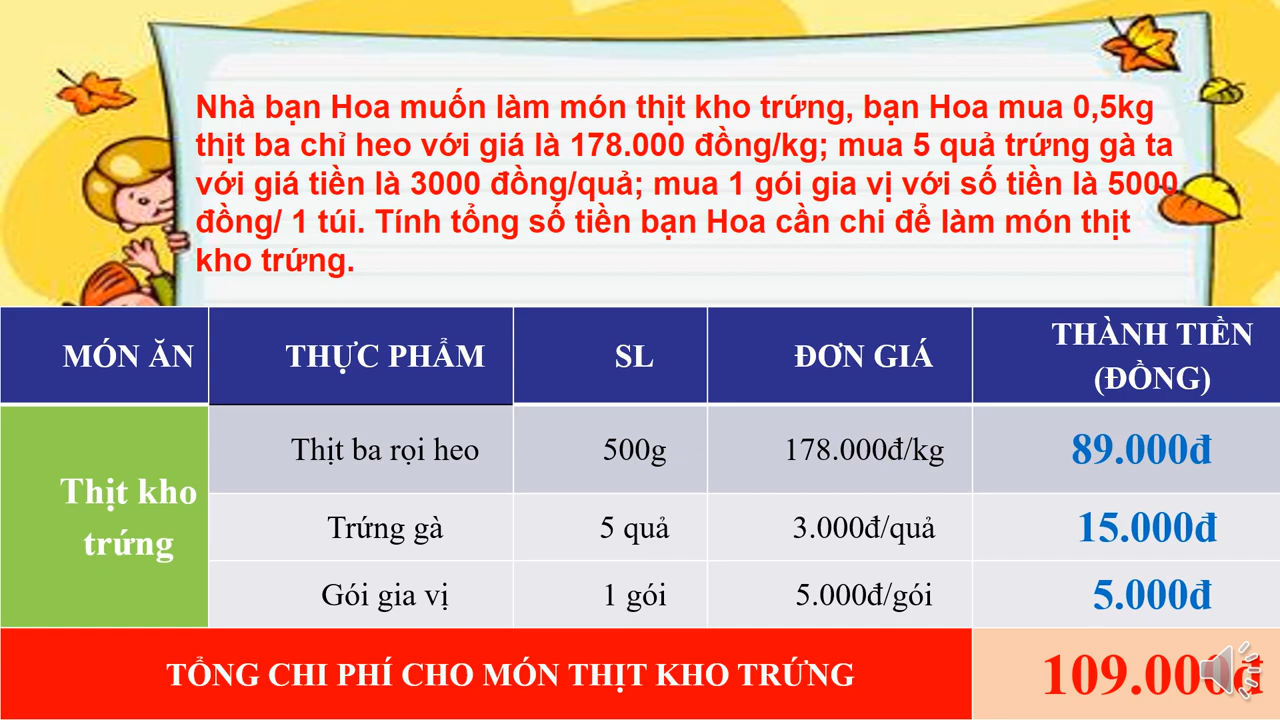 Nhà bạn Hoa muốn làm món thịt kho trứng, bạn Hoa mua 0,5kg
thịt ba chỉ heo với giá là 178.000 đồng/kg; mua 5 quả trứng gà ta
với giá tiền là 3000 đồng/quả; mua 1 gói gia vị với số tiền là 5000
đồng/ 1 túi. Tính tổng số tiền bạn Hoa cần chi để làm món thịt
kho trứng.
MÓN ĂN THỰC PHẨM SL ĐƠN GIÁ THÀNH TIỀN
(ĐỒNG)
Thịt kho
trứng
Thịt ba rọi heo 500g 178.000đ/kg 89.000đ
Trứng gà 5 quả 3.000đ/quả 15.000đ
Gói gia vị 1 gói 5.000đ/gói 5.000đ
TỔNG CHI PHÍ CHO MÓN THỊT KHO TRỨNG 109.000đ